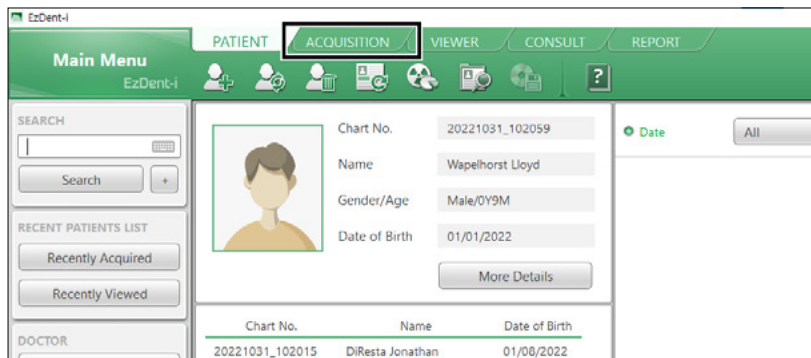 EzDent-i
Main Menu
EzDent-i
PATIENT ACQUISITION VIEWER CONSULT REPORT
?
SEARCH
Search +
RECENT PATIENTS LIST
Recently Acquired
Recently Viewed
DOCTOR
Chart No. 20221031_102059
Name Wapelhorst Lloyd
Gender/Age Male/0Y9M
Date of Birth 01/01/2022
More Details
Chart No. Name Date of Birth
20221031_102015 DiResta Jonathan 01/08/2022
Date All